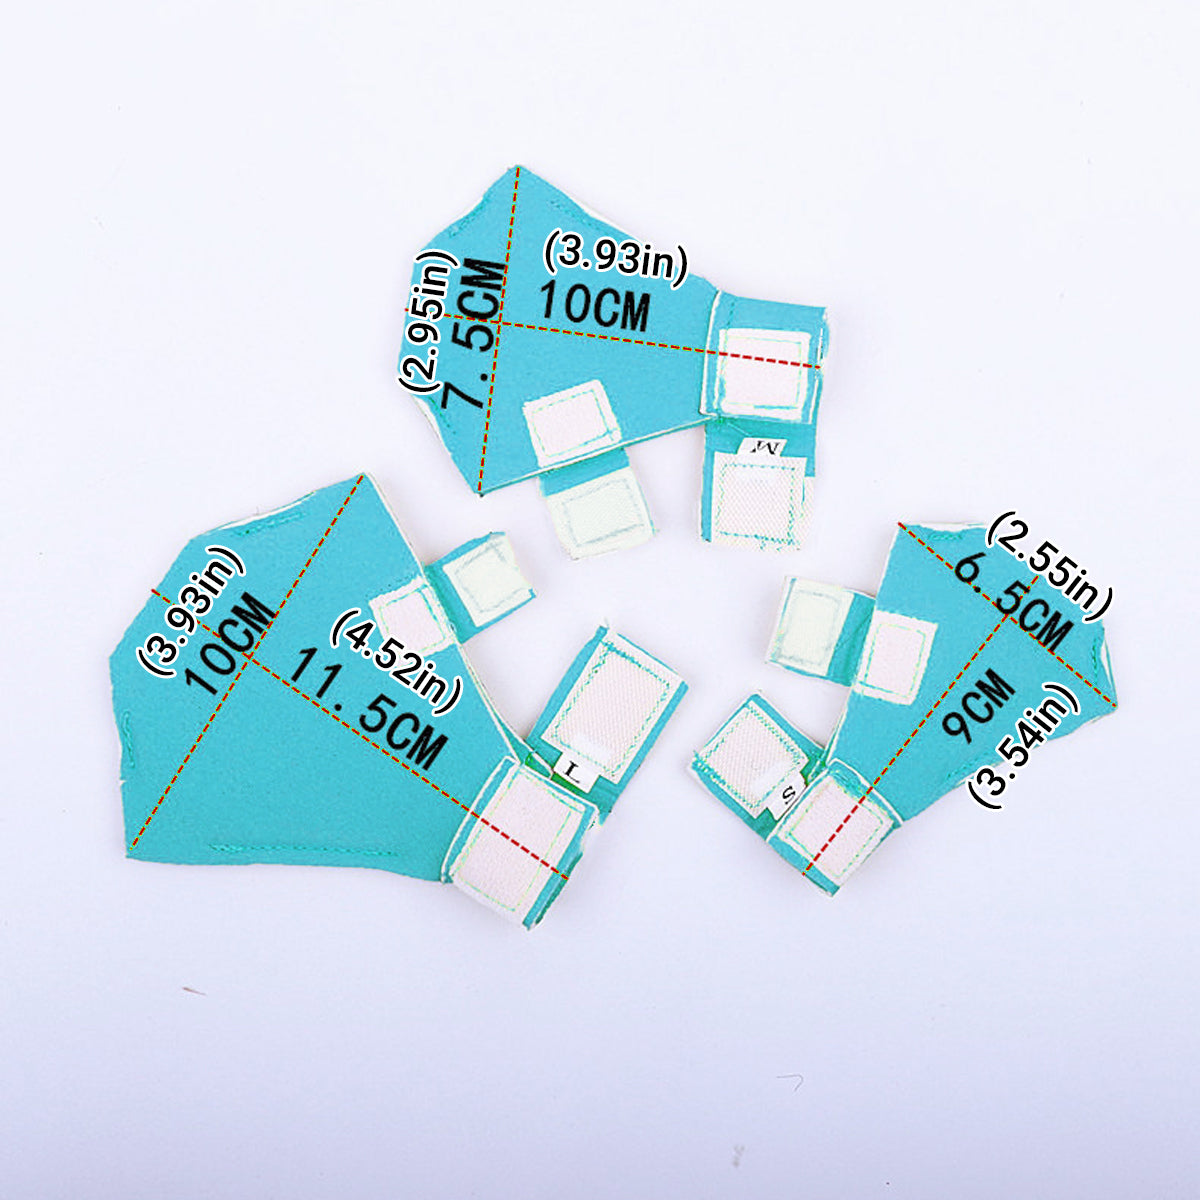 (3.93in)
10CM
(2.95in)
7.5CM
M
(3.93in)
10CM
(4.52in)
11.5CM
L
(2.55in)
6.5CM
9CM
(3.54in)
S